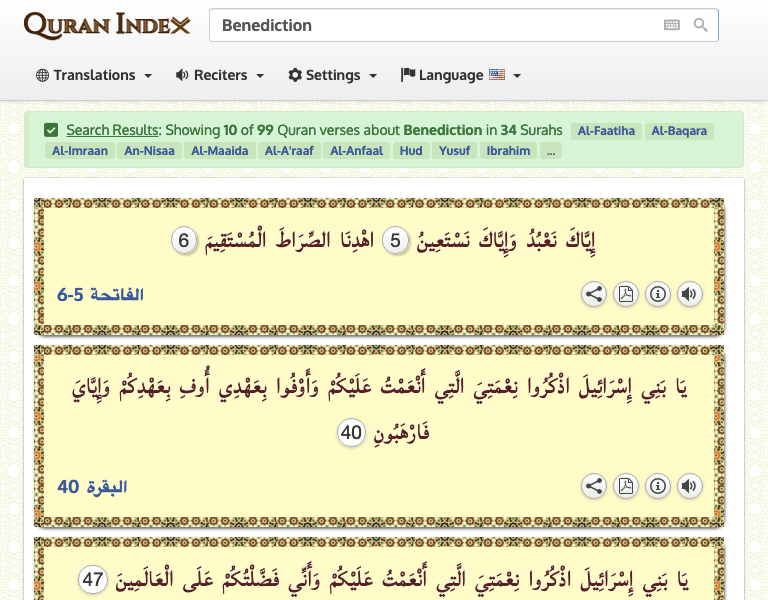 QURAN INDEX
Benediction
Translations Reciters Settings Language
Search Results: Showing 10 of 99 Quran verses about Benediction in 34 Surahs Al-Faatiha Al-Baqara
Al-Imraan An-Nisaa Al-Maaida Al-A'raaf Al-Anfaal Hud Yusuf Ibrahim ...
إِيَّاكَ نَعْبُدُ وَإِيَّاكَ نَسْتَعِينُ 5 اهْدِنَا الصِّرَاطَ الْمُسْتَقِيمَ 6
الفاتحة 5-6
يَا بَنِي إِسْرَائِيلَ اذْكُرُوا نِعْمَتِيَ الَّتِي أَنْعَمْتُ عَلَيْكُمْ وَأَوْفُوا بِعَهْدِي أُوفِ بِعَهْدِكُمْ وَإِيَّايَ
فَارْهَبُونِ 40
البقرة 40
يَا بَنِي إِسْرَائِيلَ اذْكُرُوا نِعْمَتِيَ الَّتِي أَنْعَمْتُ عَلَيْكُمْ وَأَنِّي فَضَّلْتُكُمْ عَلَى الْعَالَمِينَ 47